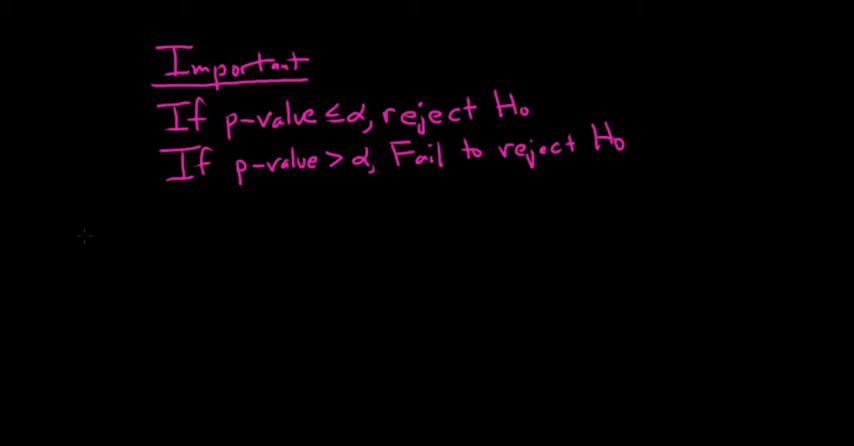 Important
If p-value ≤ α, reject H₀
If p-value > α, Fail to reject H₀